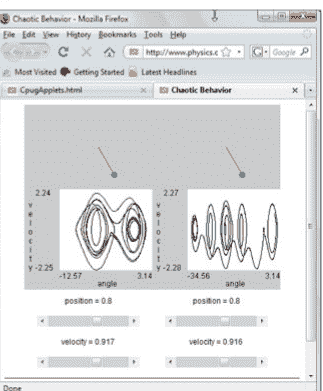 Chaotic Behavior - Mozilla Firefox
File Edit View History Bookmarks Tools Help
http://www.physics.c
Google
Most Visited Getting Started Latest Headlines
CpugApplets.html Chaotic Behavior
2.24 2.27
velocity velocity
-2.25 -2.28
-12.57 3.14 -34.56 3.14
angle angle
position = 0.8 position = 0.8
velocity = 0.917 velocity = 0.916
Done